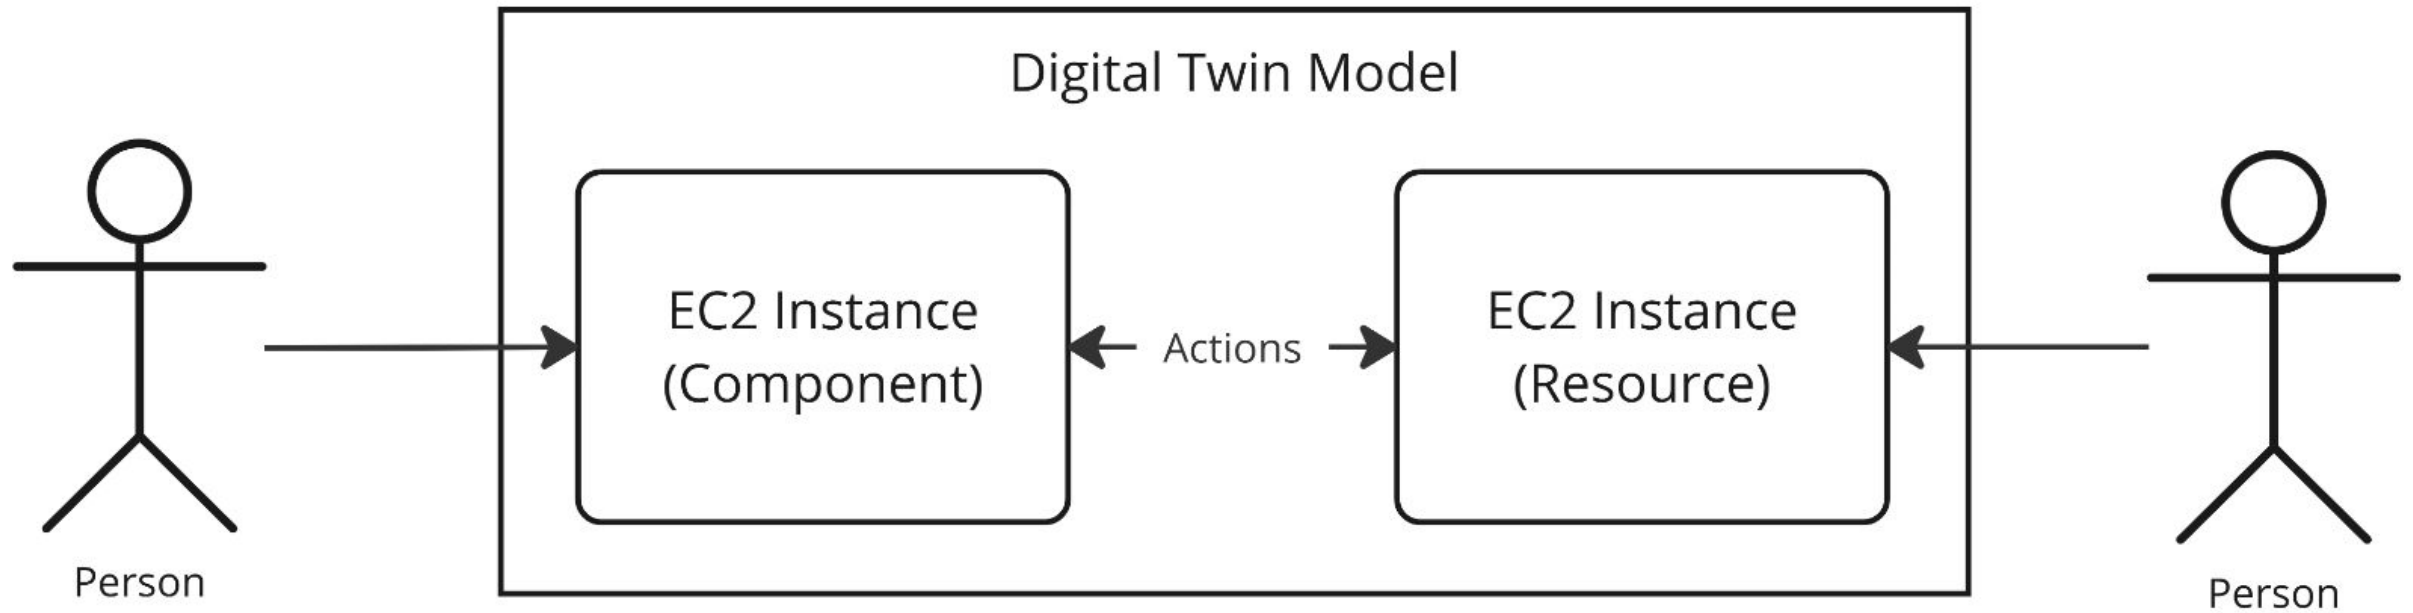 Digital Twin Model
EC2 Instance
(Component)
Actions
EC2 Instance
(Resource)
Person
Person